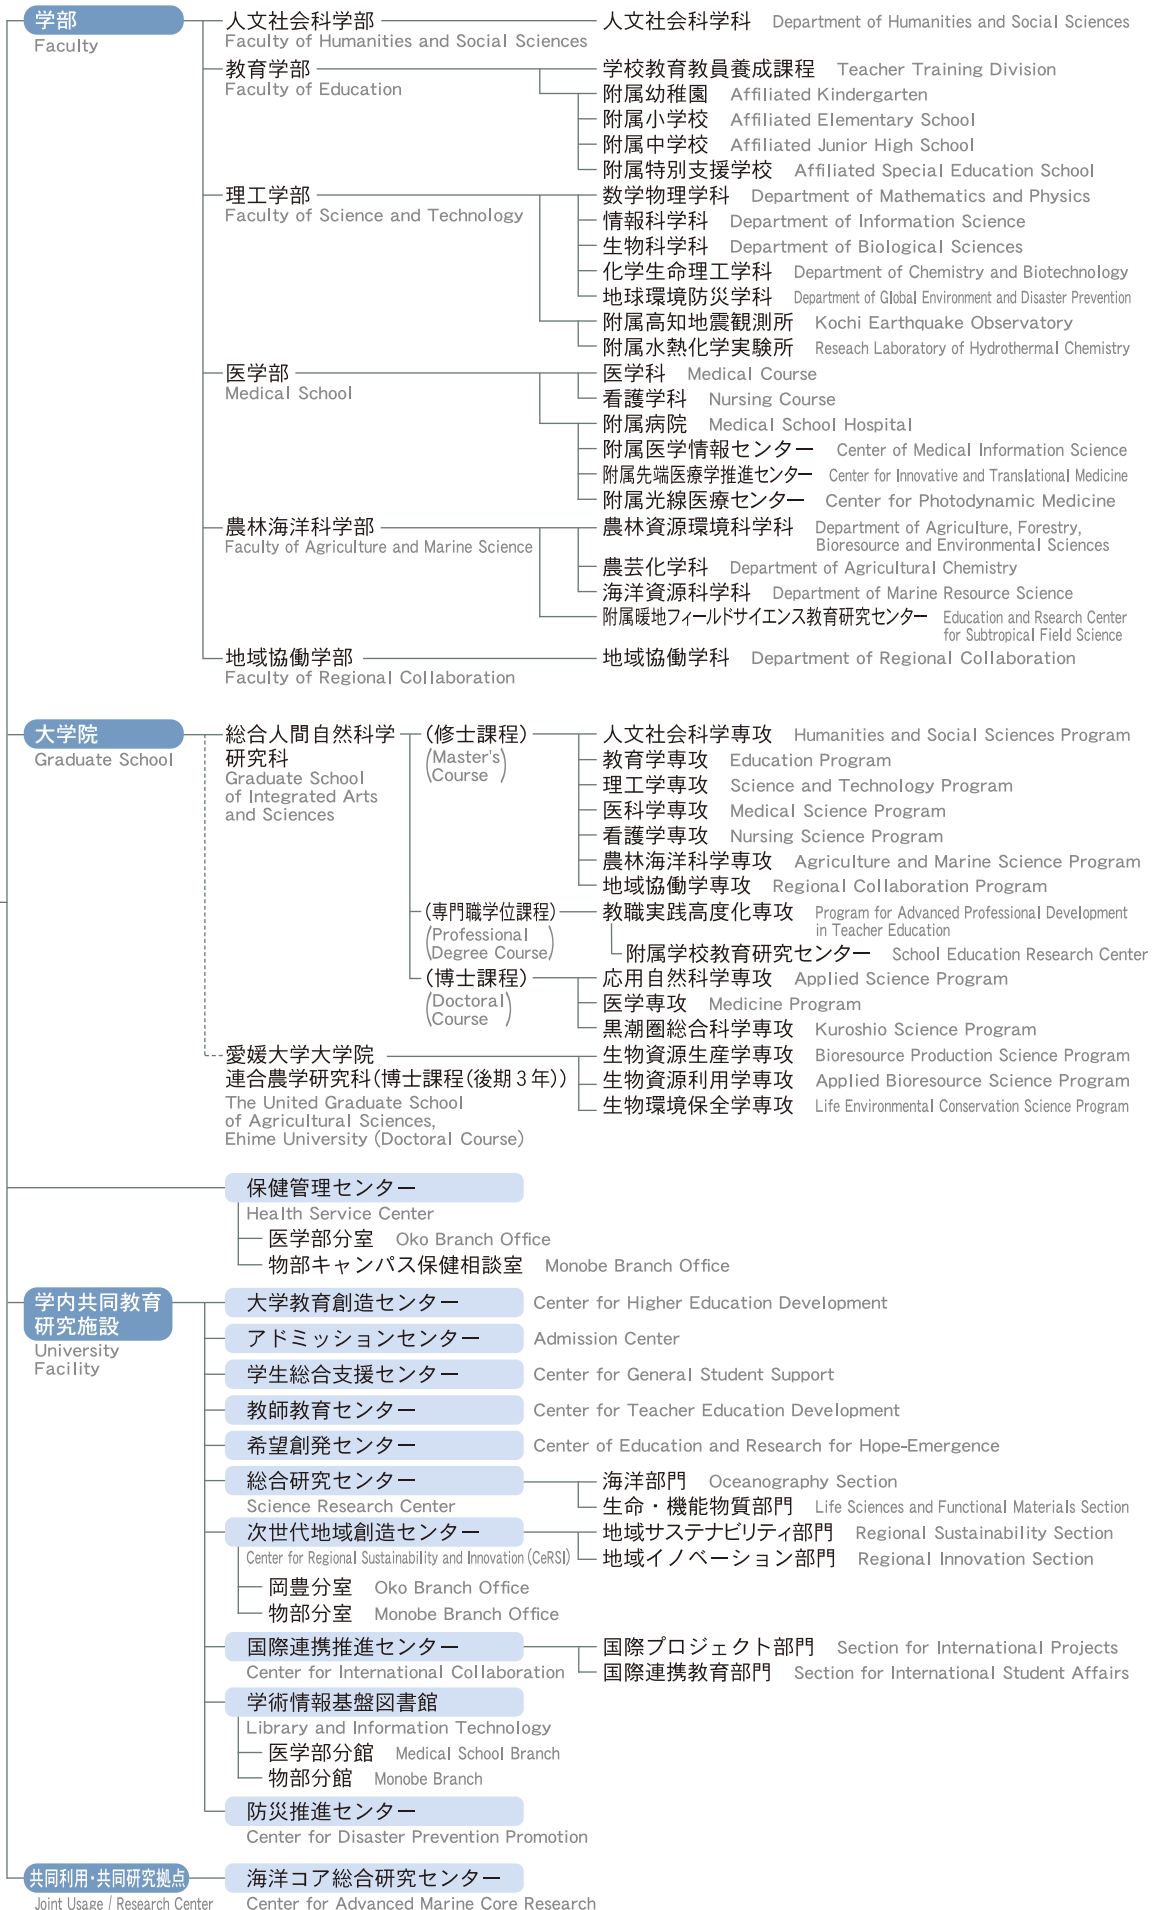 学部
Faculty
人文社会科学部
Faculty of Humanities and Social Sciences
人文社会科学科 Department of Humanities and Social Sciences
教育学部
Faculty of Education
学校教育教員養成課程 Teacher Training Division
附属幼稚園 Affiliated Kindergarten
附属小学校 Affiliated Elementary School
附属中学校 Affiliated Junior High School
附属特別支援学校 Affiliated Special Education School
理工学部
Faculty of Science and Technology
数学物理学科 Department of Mathematics and Physics
情報科学科 Department of Information Science
生物科学科 Department of Biological Sciences
化学生命理工学科 Department of Chemistry and Biotechnology
地球環境防災学科 Department of Global Environment and Disaster Prevention
附属高知地震観測所 Kochi Earthquake Observatory
附属水熱化学実験所 Reseach Laboratory of Hydrothermal Chemistry
医学部
Medical School
医学科 Medical Course
看護学科 Nursing Course
附属病院 Medical School Hospital
附属医学情報センター Center of Medical Information Science
附属先端医療学推進センター Center for Innovative and Translational Medicine
附属光線医療センター Center for Photodynamic Medicine
農林海洋科学部
Faculty of Agriculture and Marine Science
農林資源環境科学科 Department of Agriculture, Forestry,
Bioresource and Environmental Sciences
農芸化学科 Department of Agricultural Chemistry
海洋資源科学科 Department of Marine Resource Science
附属暖地フィールドサイエンス教育研究センター Education and Rsearch Center
for Subtropical Field Science
地域協働学部
Faculty of Regional Collaboration
地域協働学科 Department of Regional Collaboration
大学院
Graduate School
総合人間自然科学
研究科
Graduate School
of Integrated Arts
and Sciences
(修士課程)
(Master's
Course)
人文社会科学専攻 Humanities and Social Sciences Program
教育学専攻 Education Program
理工学専攻 Science and Technology Program
医科学専攻 Medical Science Program
看護学専攻 Nursing Science Program
農林海洋科学専攻 Agriculture and Marine Science Program
地域協働学専攻 Regional Collaboration Program
(専門職学位課程)
(Professional
Degree Course)
教職実践高度化専攻 Program for Advanced Professional Development
in Teacher Education
附属学校教育研究センター School Education Research Center
(博士課程)
(Doctoral
Course)
応用自然科学専攻 Applied Science Program
医学専攻 Medicine Program
黒潮圏総合科学専攻 Kuroshio Science Program
愛媛大学大学院
連合農学研究科(博士課程(後期3年))
The United Graduate School
of Agricultural Sciences,
Ehime University (Doctoral Course)
生物資源生産学専攻 Bioresource Production Science Program
生物資源利用学専攻 Applied Bioresource Science Program
生物環境保全学専攻 Life Environmental Conservation Science Program
保健管理センター
Health Service Center
医学部分室 Oko Branch Office
物部キャンパス保健相談室 Monobe Branch Office
学内共同教育
研究施設
University
Facility
大学教育創造センター Center for Higher Education Development
アドミッションセンター Admission Center
学生総合支援センター Center for General Student Support
教師教育センター Center for Teacher Education Development
希望創発センター Center of Education and Research for Hope-Emergence
総合研究センター
Science Research Center
海洋部門 Oceanography Section
生命・機能物質部門 Life Sciences and Functional Materials Section
次世代地域創造センター
Center for Regional Sustainability and Innovation (CeRSI)
地域サステナビリティ部門 Regional Sustainability Section
地域イノベーション部門 Regional Innovation Section
岡豊分室 Oko Branch Office
物部分室 Monobe Branch Office
国際連携推進センター
Center for International Collaboration
国際プロジェクト部門 Section for International Projects
国際連携教育部門 Section for International Student Affairs
学術情報基盤図書館
Library and Information Technology
医学部分館 Medical School Branch
物部分館 Monobe Branch
防災推進センター
Center for Disaster Prevention Promotion
共同利用・共同研究拠点
Joint Usage / Research Center
海洋コア総合研究センター
Center for Advanced Marine Core Research